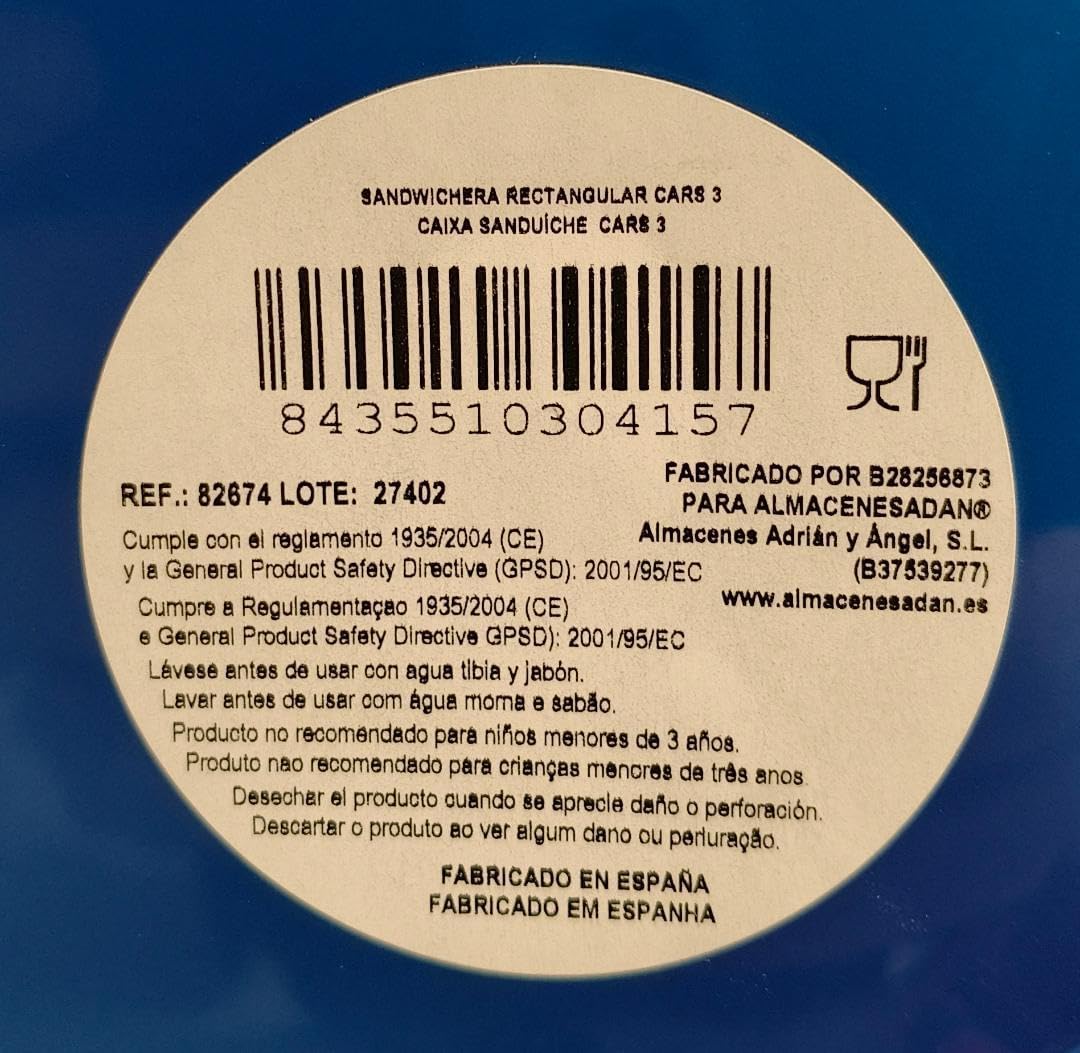 SANDWICHERA RECTANGULAR CARS 3
CAIXA SANDUÍCHE CARS 3
8435510304157
REF.: 82674 LOTE: 27402
FABRICADO POR B28256873
PARA ALMACENESADAN®
Almacenes Adrián y Ángel, S.L.
(B37539277)
www.almacenesadan.es
Cumple con el reglamento 1935/2004 (CE)
y la General Product Safety Directive (GPSD): 2001/95/EC
Cumpre a Regulamentaçao 1935/2004 (CE)
e General Product Safety Directive GPSD): 2001/95/EC
Lávese antes de usar con agua tibia y jabón.
Lavar antes de usar com água morna e sabão.
Producto no recomendado para niños menores de 3 años.
Produto nao recomendado para crianças menores de três anos.
Desechar el producto cuando se aprecie daño o perforación.
Descartar o produto ao ver algum dano ou perfuração.
FABRICADO EN ESPAÑA
FABRICADO EM ESPANHA